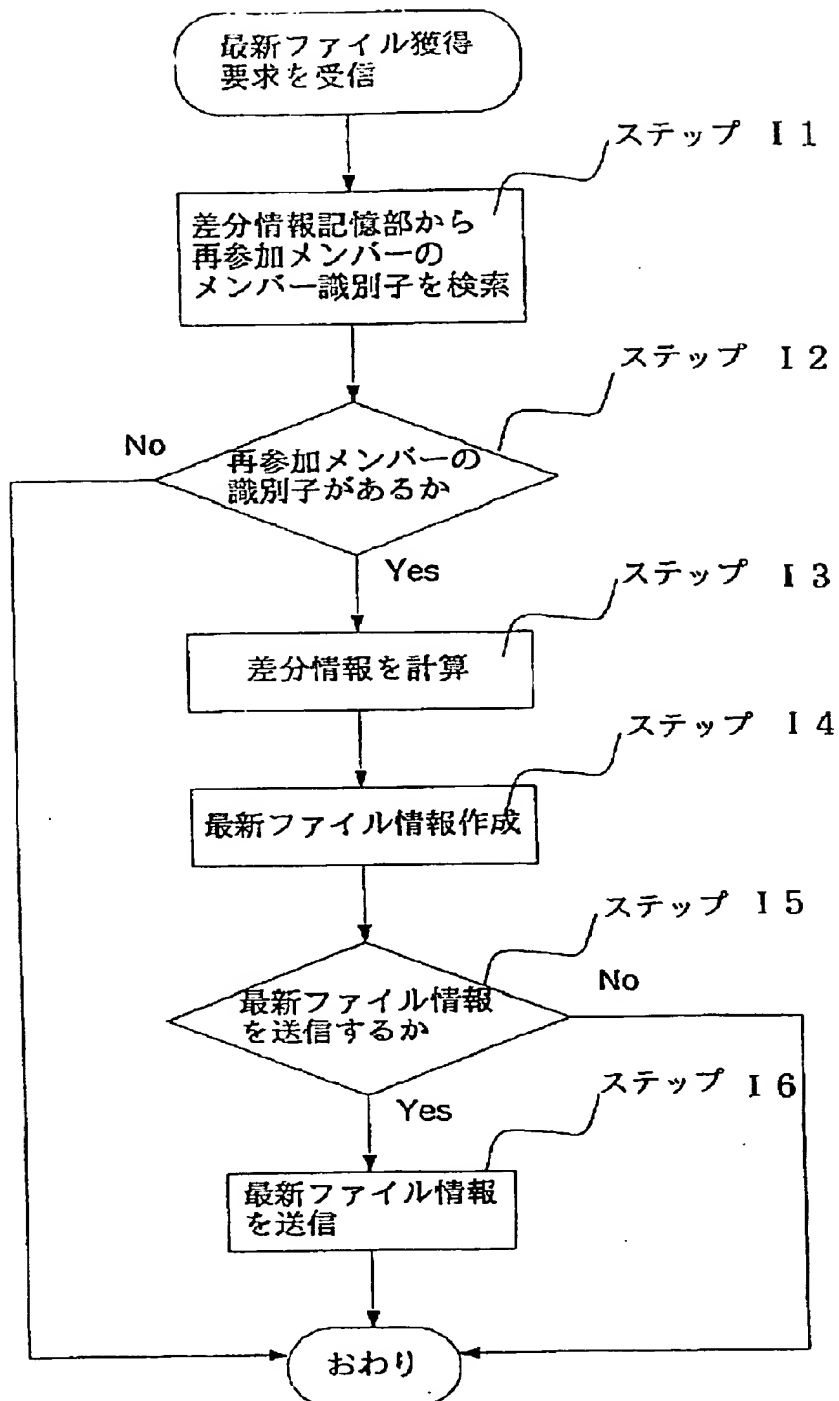 最新ファイル獲得
要求を受信
ステップ I1
差分情報記憶部から
再参加メンバーの
メンバー識別子を検索
ステップ I2
No
再参加メンバーの
識別子があるか
Yes
ステップ I3
差分情報を計算
ステップ I4
最新ファイル情報作成
ステップ I5
最新ファイル情報
を送信するか
No
Yes
ステップ I6
最新ファイル情報
を送信
おわり